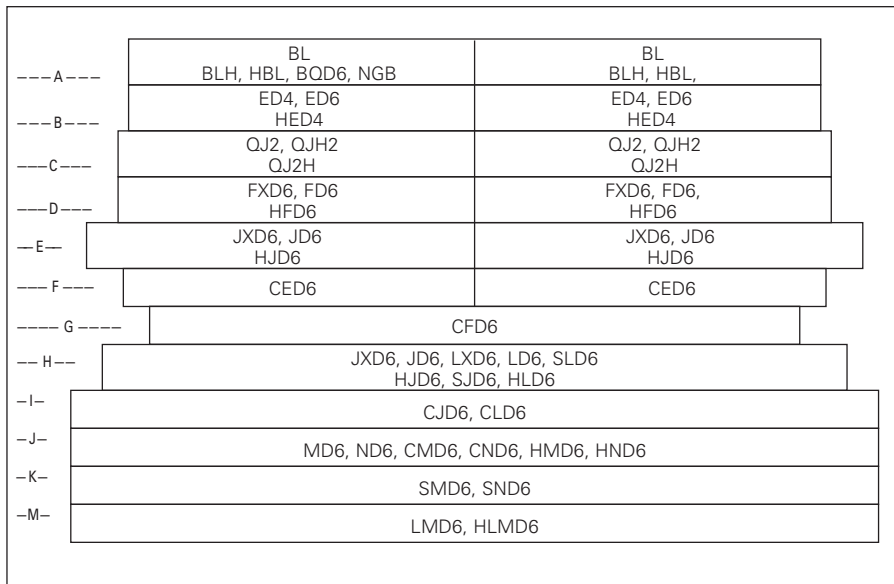 BL BL
---A--- BLH, HBL, BQD6, NGB BLH, HBL,
ED4, ED6 ED4, ED6
---B--- HED4 HED4
QJ2, QJH2 QJ2, QJH2
---C--- QJ2H QJ2H
FXD6, FD6 FXD6, FD6,
---D--- HFD6 HFD6
JXD6, JD6 JXD6, JD6
--E-- HJD6 HJD6
---F--- CED6 CED6
---- G ---- CFD6
--H-- JXD6, JD6, LXD6, LD6, SLD6
HJD6, SJD6, HLD6
-I- CJD6, CLD6
-J- MD6, ND6, CMD6, CND6, HMD6, HND6
-K- SMD6, SND6
-M- LMD6, HLMD6